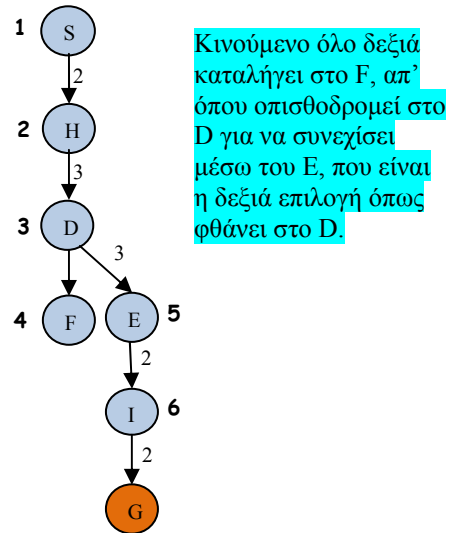 1 S
2
2 H
3
3 D
3
4 F E 5
2
I 6
2
G
Κινούμενο όλο δεξιά
καταλήγει στο F, απ’
όπου οπισθοδρομεί στο
D για να συνεχίσει
μέσω του E, που είναι
η δεξιά επιλογή όπως
φθάνει στο D.